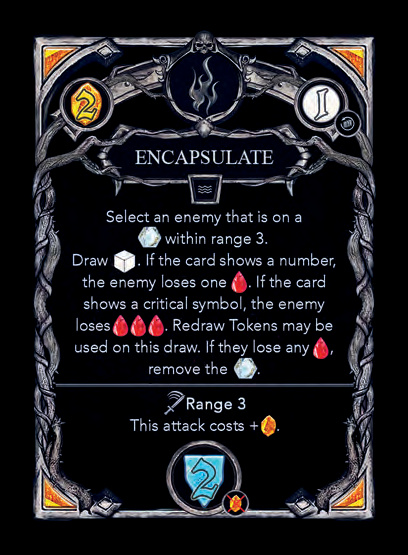 2
1
ENCAPSULATE
Select an enemy that is on a
within range 3.
Draw . If the card shows a number,
the enemy loses one . If the card
shows a critical symbol, the enemy
loses . Redraw Tokens may be
used on this draw. If they lose any ,
remove the .
Range 3
This attack costs + .
2